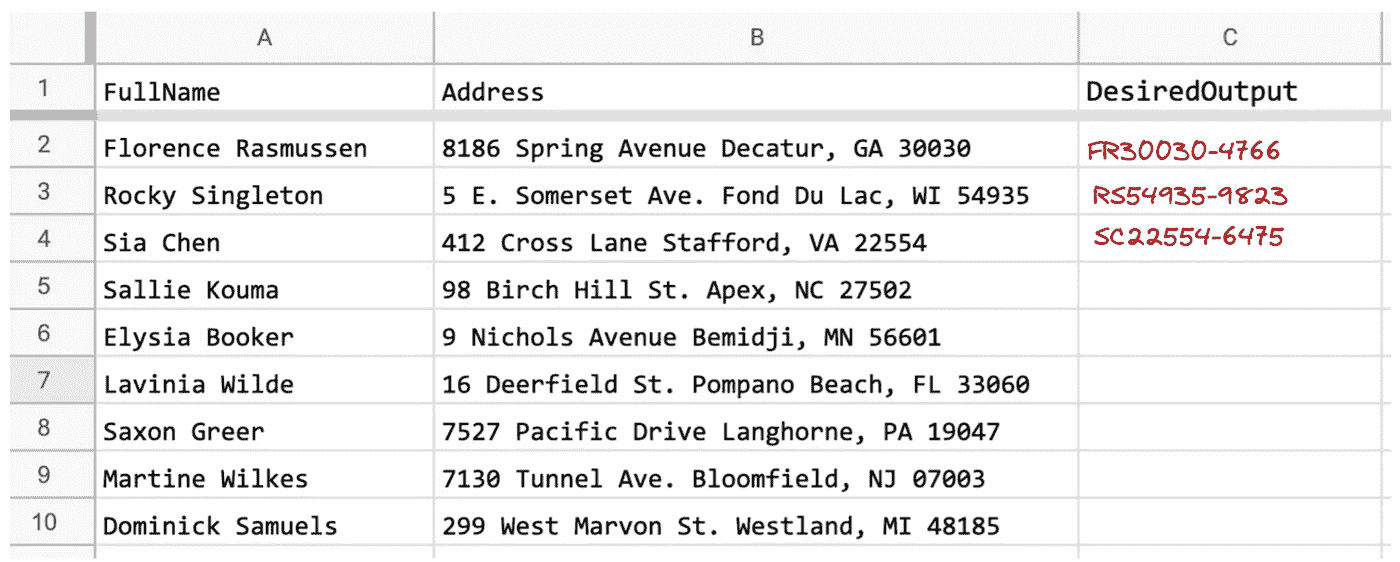 A B C
1 FullName Address DesiredOutput
2 Florence Rasmussen 8186 Spring Avenue Decatur, GA 30030 FR30030-4766
3 Rocky Singleton 5 E. Somerset Ave. Fond Du Lac, WI 54935 RS54935-9823
4 Sia Chen 412 Cross Lane Stafford, VA 22554 SC22554-6475
5 Sallie Kouma 98 Birch Hill St. Apex, NC 27502
6 Elysia Booker 9 Nichols Avenue Bemidji, MN 56601
7 Lavinia Wilde 16 Deerfield St. Pompano Beach, FL 33060
8 Saxon Greer 7527 Pacific Drive Langhorne, PA 19047
9 Martine Wilkes 7130 Tunnel Ave. Bloomfield, NJ 07003
10 Dominick Samuels 299 West Marvon St. Westland, MI 48185